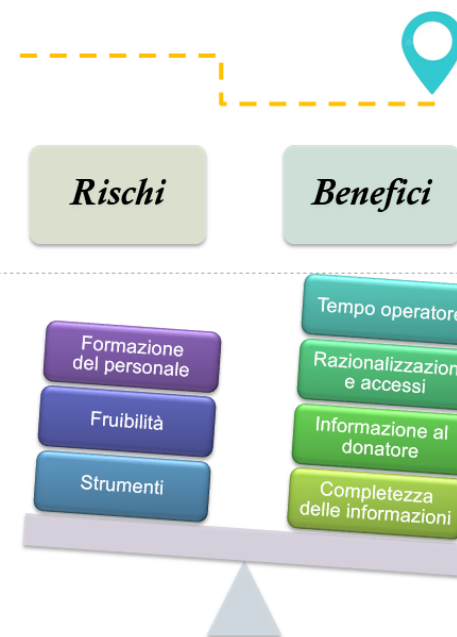 Rischi
Benefici
Formazione
del personale
Fruibilità
Strumenti
Tempo operatore
Razionalizzazion
e accessi
Informazione al
donatore
Completezza
delle informazioni